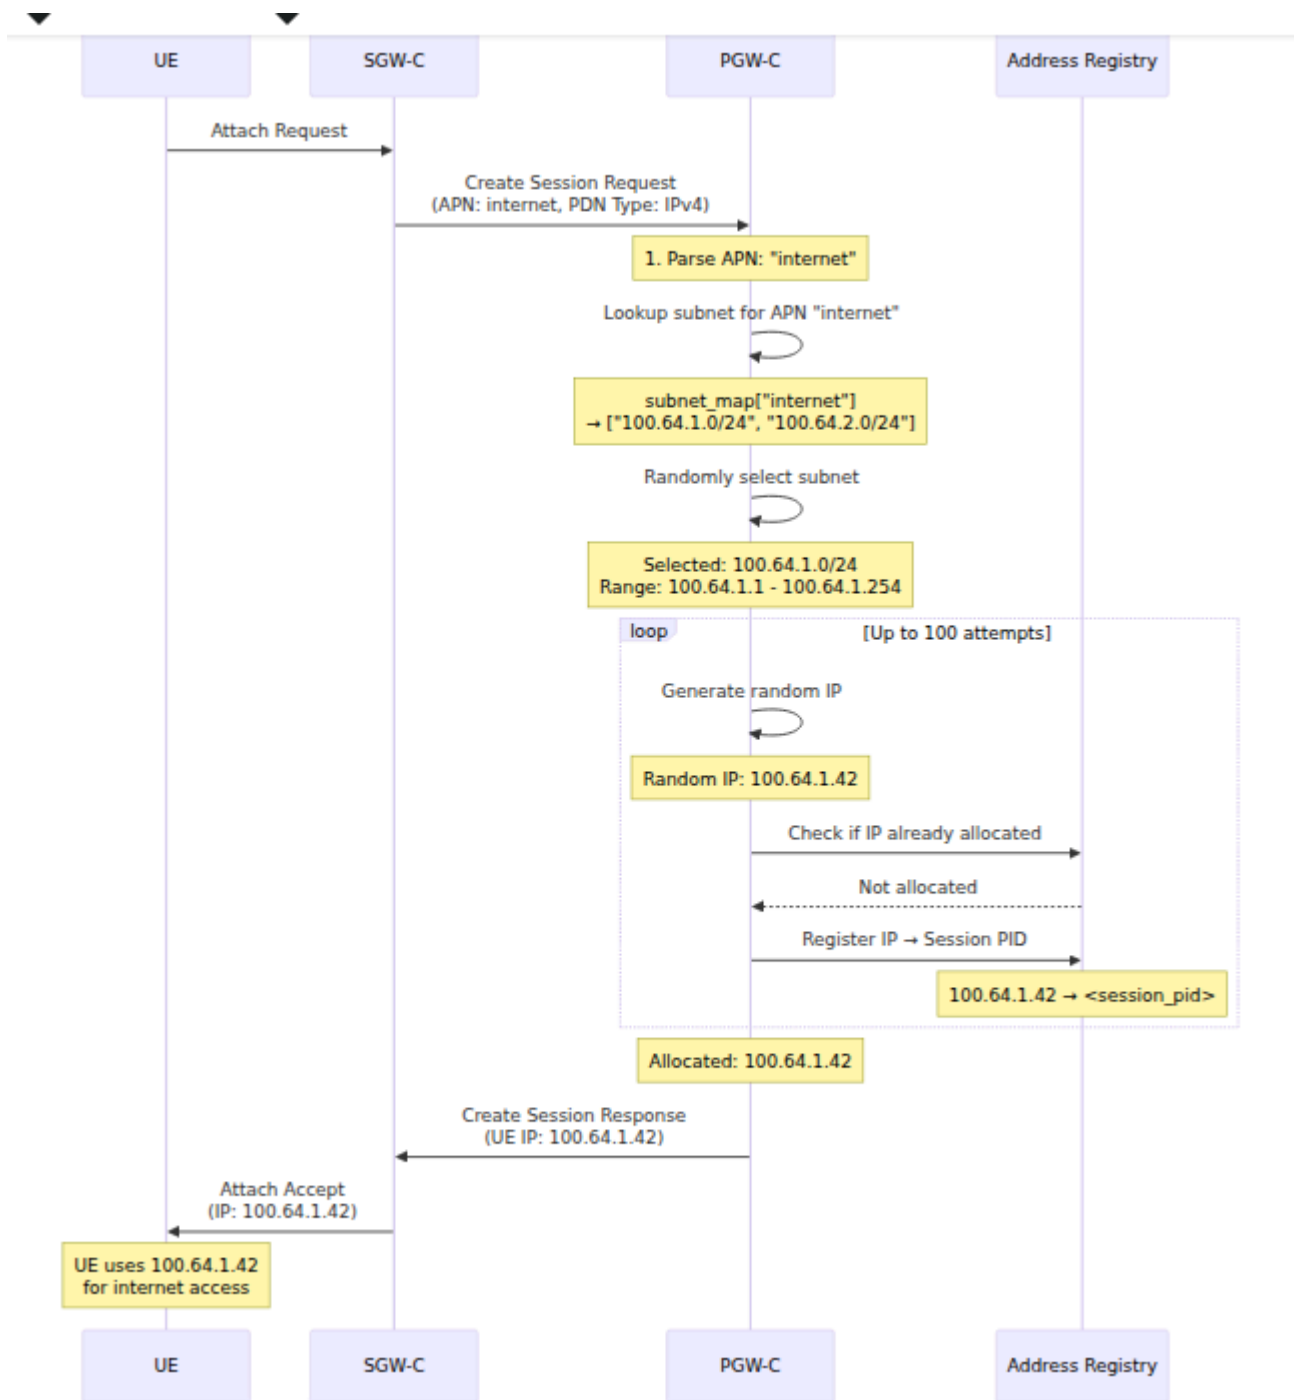 UE
SGW-C
PGW-C
Address Registry
Attach Request
Create Session Request
(APN: internet, PDN Type: IPv4)
1. Parse APN: "internet"
Lookup subnet for APN "internet"
subnet_map["internet"]
→ ["100.64.1.0/24", "100.64.2.0/24"]
Randomly select subnet
Selected: 100.64.1.0/24
Range: 100.64.1.1 - 100.64.1.254
loop
[Up to 100 attempts]
Generate random IP
Random IP: 100.64.1.42
Check if IP already allocated
Not allocated
Register IP → Session PID
100.64.1.42 → <session_pid>
Allocated: 100.64.1.42
Create Session Response
(UE IP: 100.64.1.42)
Attach Accept
(IP: 100.64.1.42)
UE uses 100.64.1.42
for internet access
UE
SGW-C
PGW-C
Address Registry